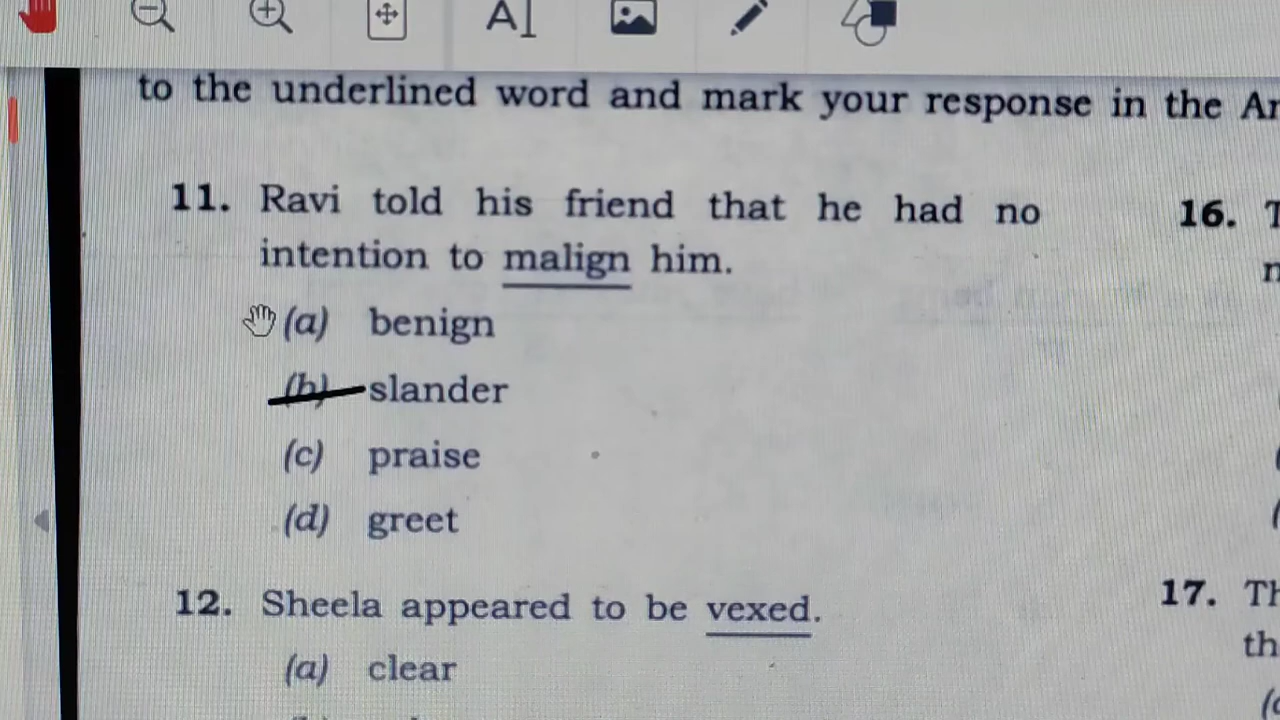 to the underlined word and mark your response in the
11. Ravi told his friend that he had no
intention to malign him.
(a) benign
(b) slander
(c) praise
(d) greet
12. Sheela appeared to be vexed.
(a) clear
16.
17.